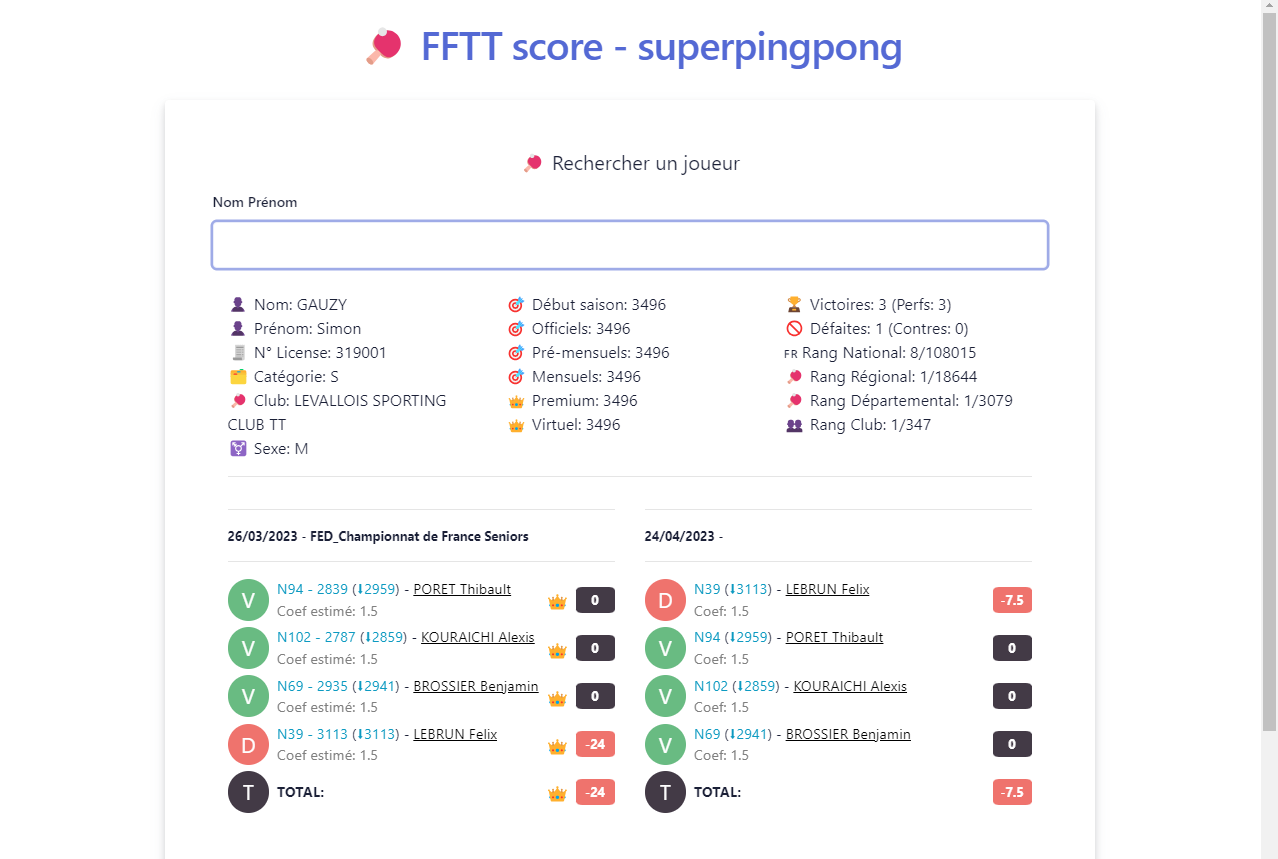 FFTT score - superpingpong
Rechercher un joueur
Nom Prénom
Nom: GAUZY
Prénom: Simon
N° License: 319001
Catégorie: S
Club: LEVALLOIS SPORTING
CLUB TT
Sexe: M
Début saison: 3496
Officiels: 3496
Pré-mensuels: 3496
Mensuels: 3496
Premium: 3496
Virtuel: 3496
Victoires: 3 (Perfs: 3)
Défaites: 1 (Contres: 0)
FR Rang National: 8/108015
Rang Régional: 1/18644
Rang Départemental: 1/3079
Rang Club: 1/347
26/03/2023 - FED_Championnat de France Seniors
V N94 - 2839 (⬇2959) - PORET Thibault 0
Coef estimé: 1.5
V N102 - 2787 (⬇2859) - KOURAICHI Alexis 0
Coef estimé: 1.5
V N69 - 2935 (⬇2941) - BROSSIER Benjamin 0
Coef estimé: 1.5
D N39 - 3113 (⬇3113) - LEBRUN Felix -24
Coef estimé: 1.5
T TOTAL: -24
24/04/2023 -
D N39 (⬇3113) - LEBRUN Felix -7.5
Coef: 1.5
V N94 (⬇2959) - PORET Thibault 0
Coef: 1.5
V N102 (⬇2859) - KOURAICHI Alexis 0
Coef: 1.5
V N69 (⬇2941) - BROSSIER Benjamin 0
Coef: 1.5
T TOTAL: -7.5